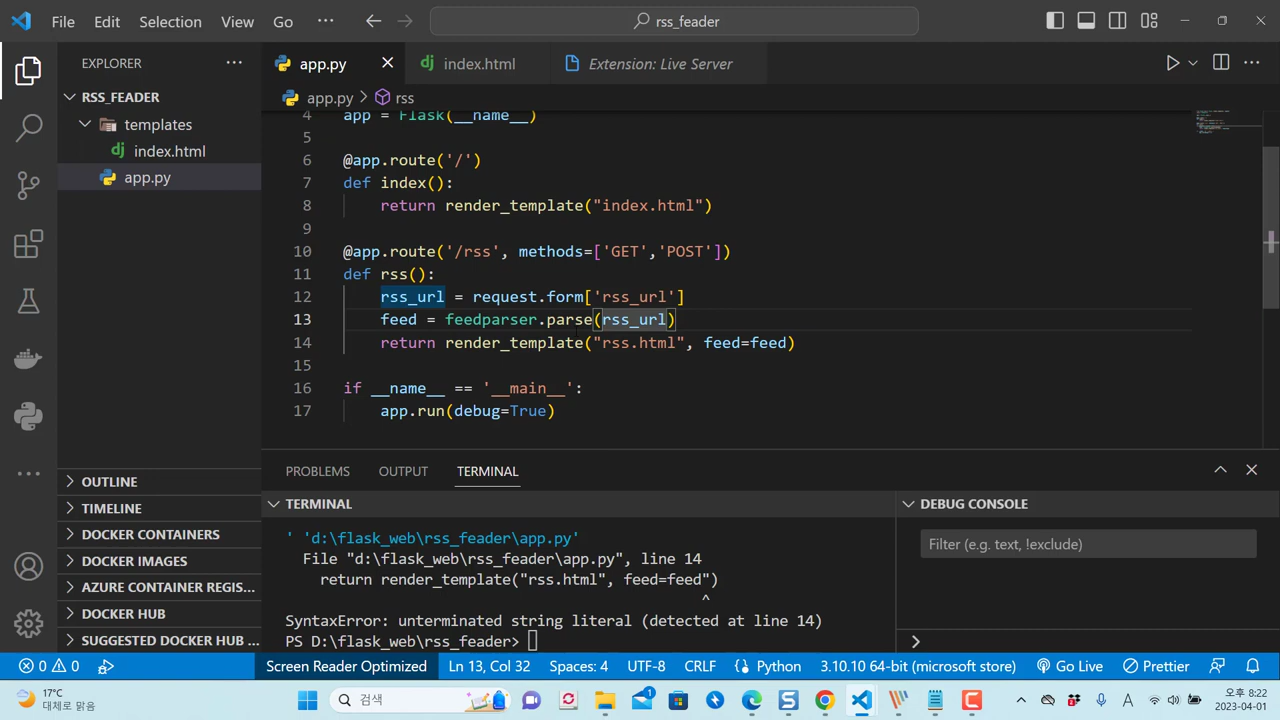 File Edit Selection View Go ··· rss_feader
EXPLORER ···
RSS_FEADER
templates
index.html
app.py
OUTLINE
TIMELINE
DOCKER CONTAINERS
DOCKER IMAGES
AZURE CONTAINER REGIS...
DOCKER HUB
SUGGESTED DOCKER HUB ...
app.py index.html Extension: Live Server
app.py > rss
4 app = Flask(__name__)
5
6 @app.route('/')
7 def index():
8 return render_template("index.html")
9
10 @app.route('/rss', methods=['GET','POST'])
11 def rss():
12 rss_url = request.form['rss_url']
13 feed = feedparser.parse(rss_url)
14 return render_template("rss.html", feed=feed)
15
16 if __name__ == '__main__':
17 app.run(debug=True)
PROBLEMS OUTPUT TERMINAL
TERMINAL
' 'd:\flask_web\rss_feader\app.py'
File "d:\flask_web\rss_feader\app.py", line 14
return render_template("rss.html", feed=feed")
^
SyntaxError: unterminated string literal (detected at line 14)
PS D:\flask_web\rss_feader>
DEBUG CONSOLE
Filter (e.g. text, !exclude)
0 0 Screen Reader Optimized Ln 13, Col 32 Spaces: 4 UTF-8 CRLF Python 3.10.10 64-bit (microsoft store) Go Live Prettier
17°C
대체로 맑음
검색
1
A
오후 8:22
2023-04-01